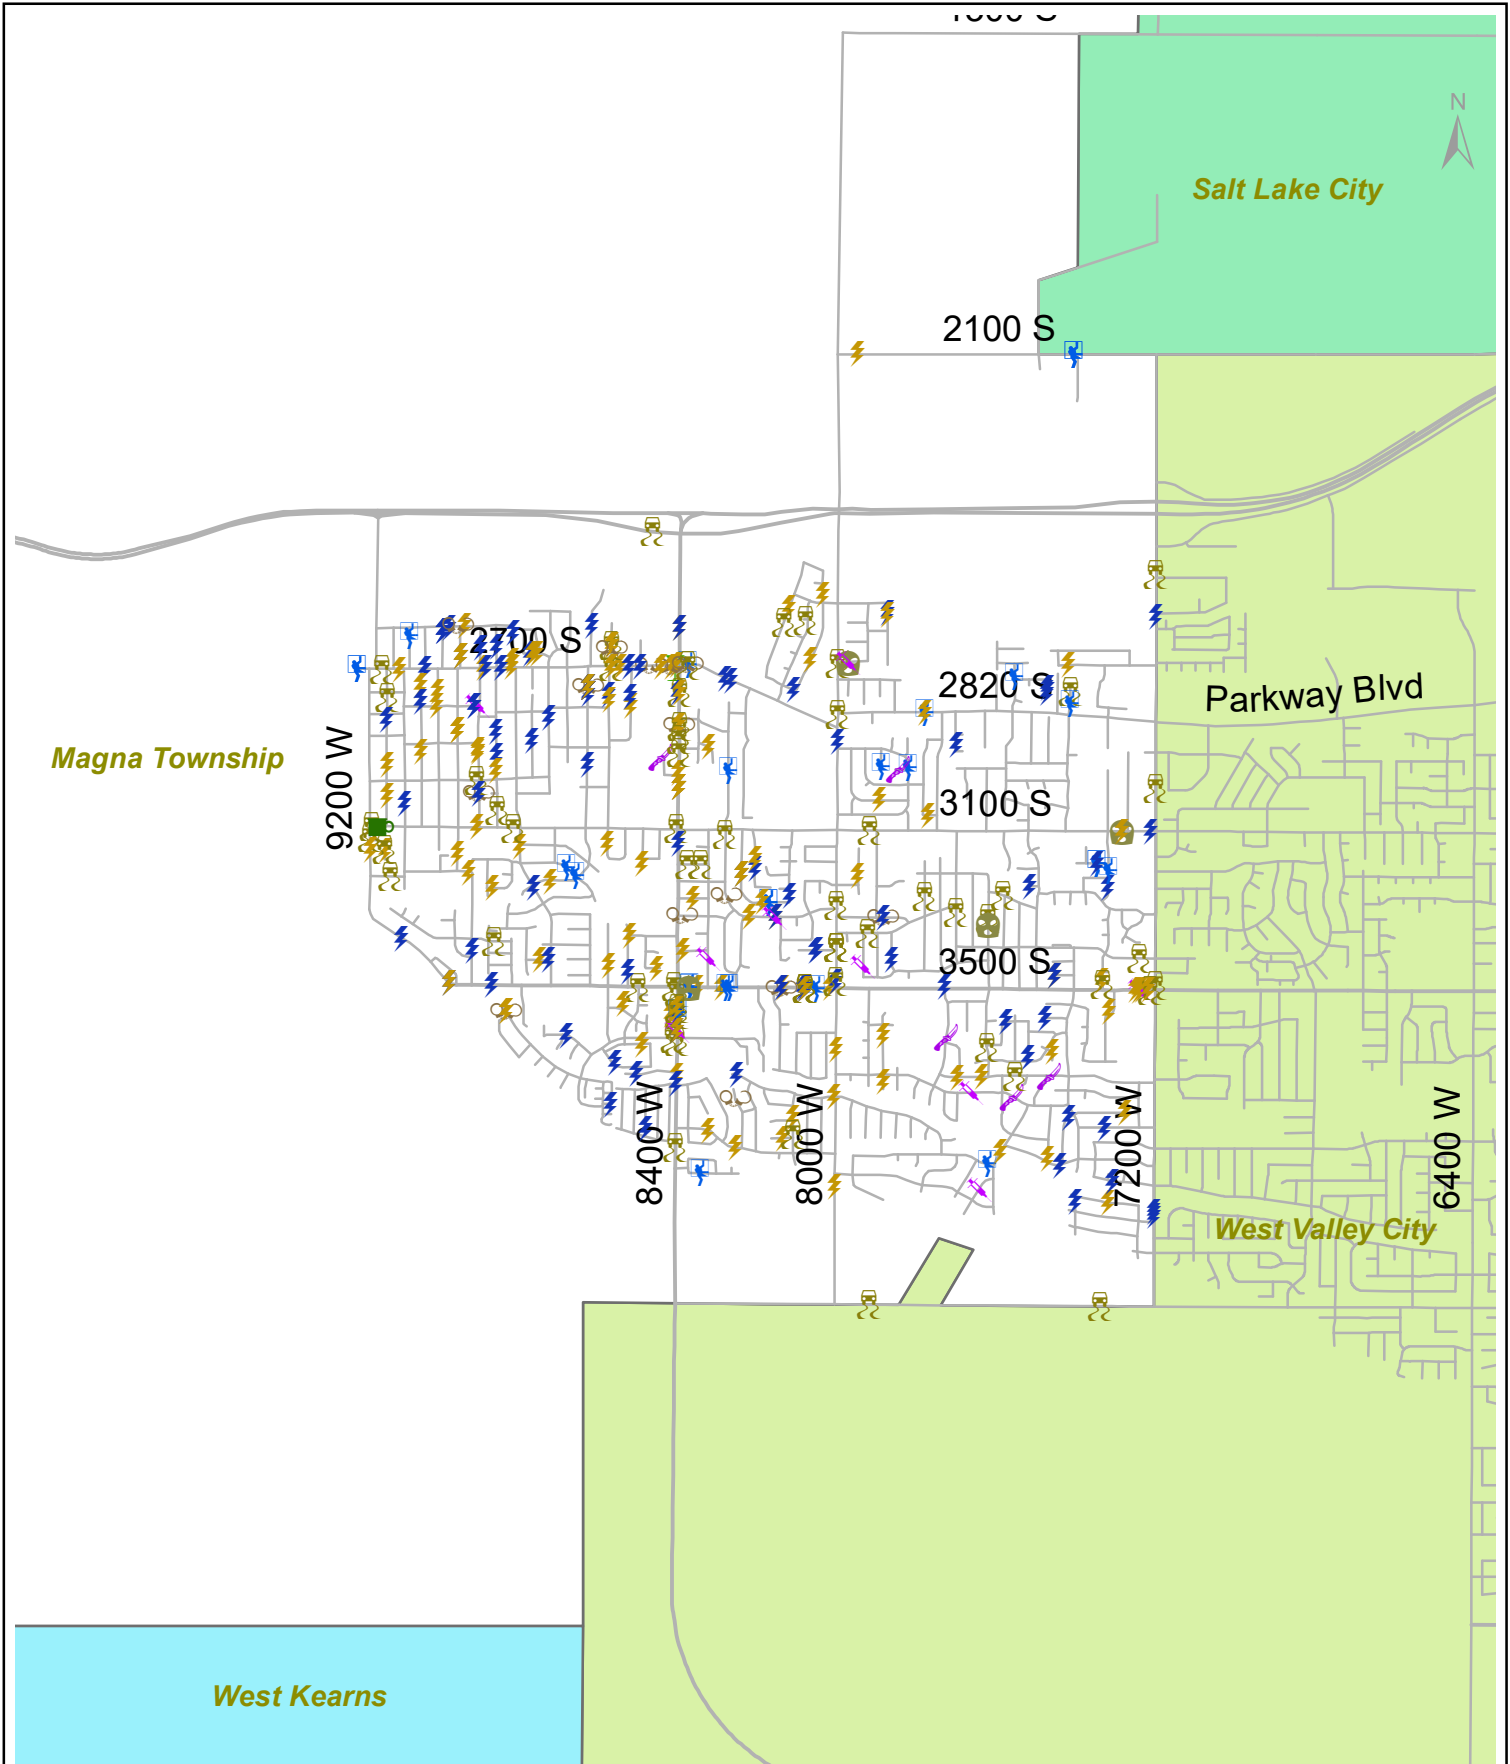 N
Salt Lake City
2100 S
2700 S
2820 S
Parkway Blvd
Magna Township
9200 W
3100 S
3500 S
8400 W
8000 W
7200 W
6400 W
West Valley City
West Kearns